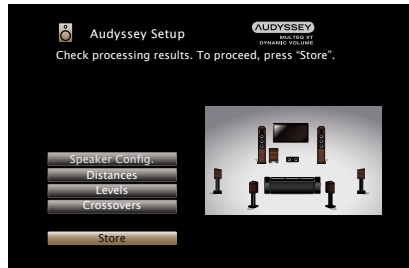 Audyssey Setup
AUDYSSEY
MULTEQ XT
DYNAMIC VOLUME
Check processing results. To proceed, press “Store”.
Speaker Config.
Distances
Levels
Crossovers
Store